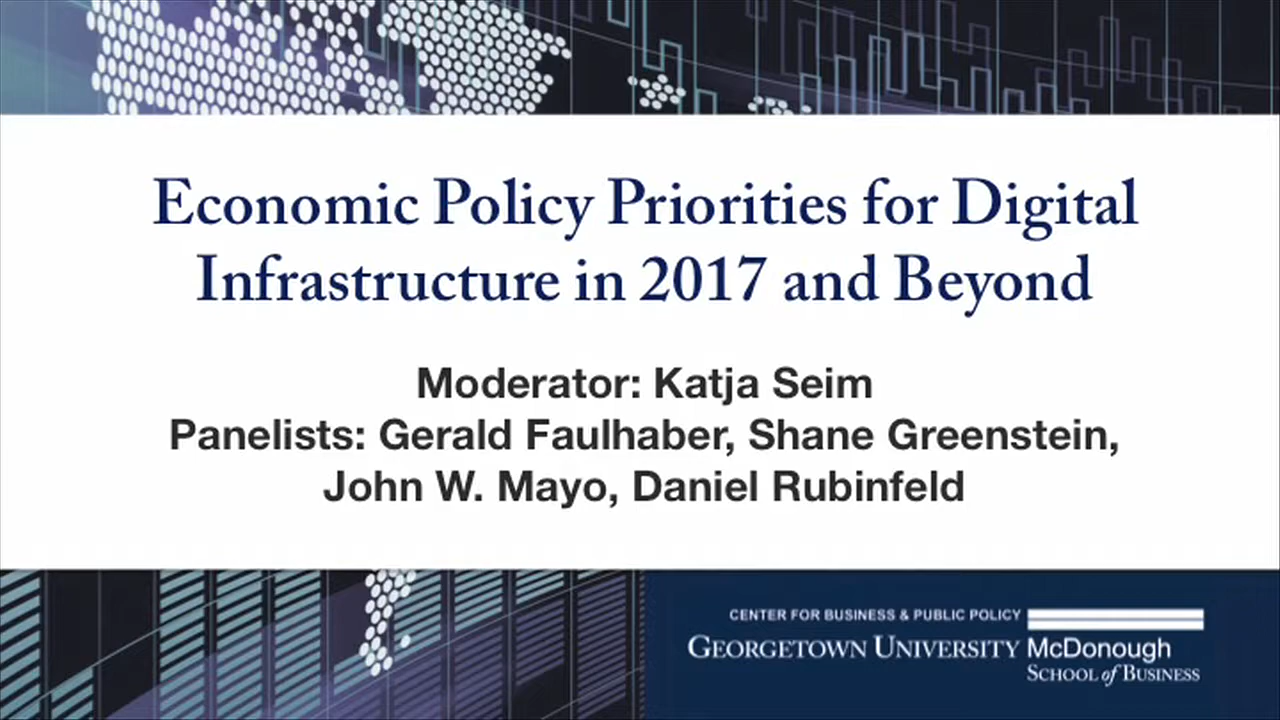 Economic Policy Priorities for Digital
Infrastructure in 2017 and Beyond
Moderator: Katja Seim
Panelists: Gerald Faulhaber, Shane Greenstein,
John W. Mayo, Daniel Rubinfeld
CENTER FOR BUSINESS & PUBLIC POLICY
GEORGETOWN UNIVERSITY McDonough
SCHOOL of BUSINESS